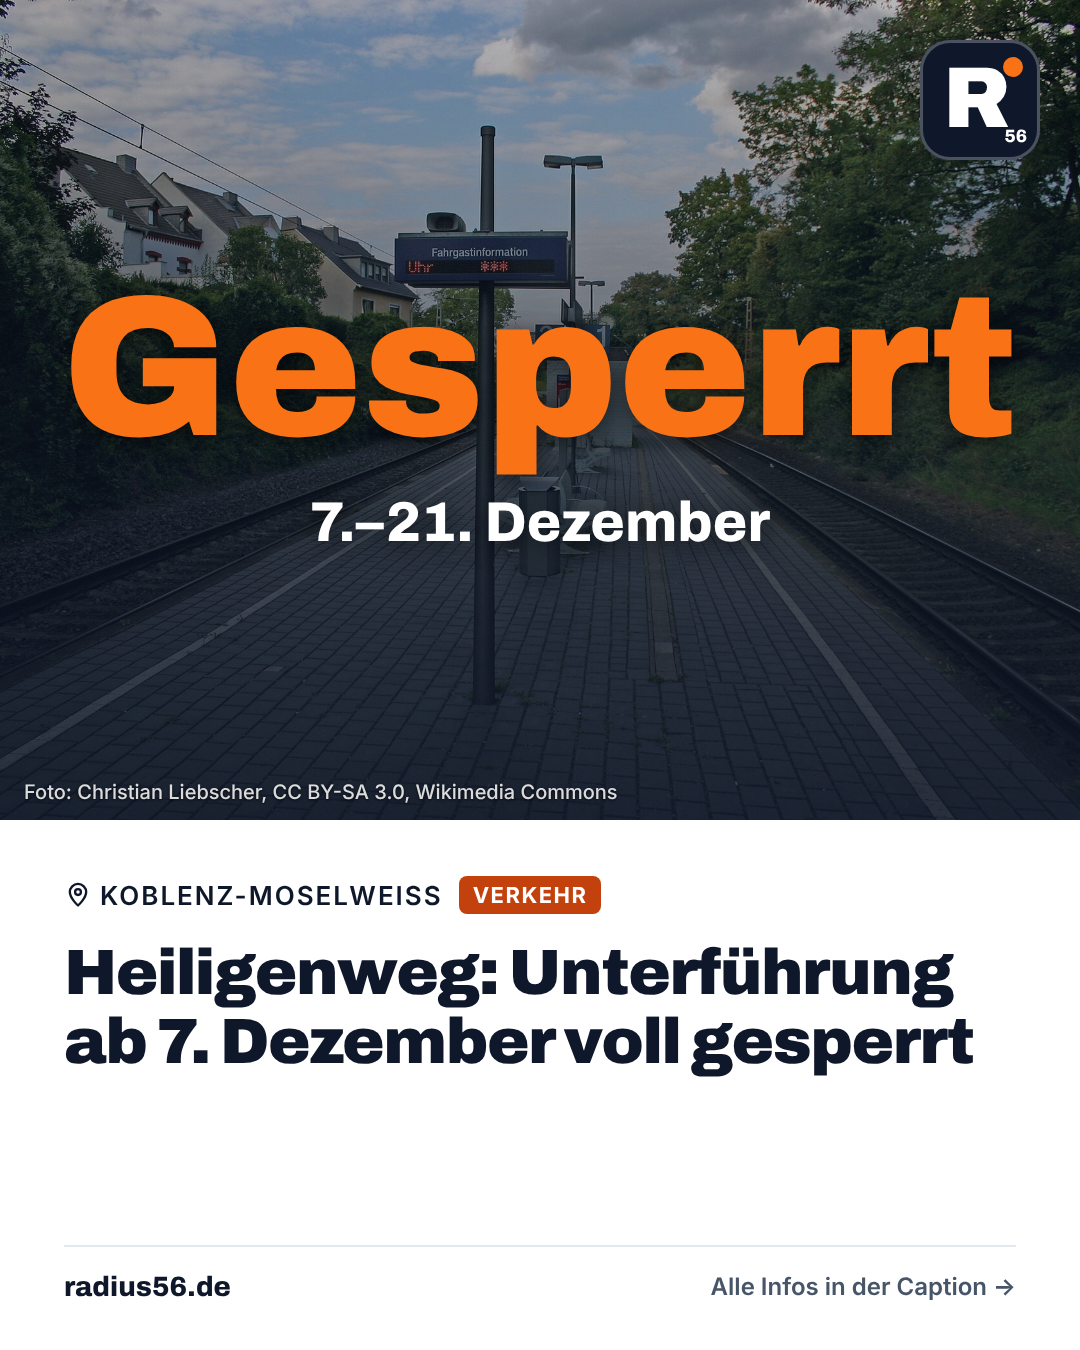 R
56
Fahrgastinformation
Uhr ***
Gesperrt
7.–21. Dezember
Foto: Christian Liebscher, CC BY-SA 3.0, Wikimedia Commons
KOBLENZ-MOSELWEISS VERKEHR
Heiligenweg: Unterführung
ab 7. Dezember voll gesperrt
radius56.de Alle Infos in der Caption →